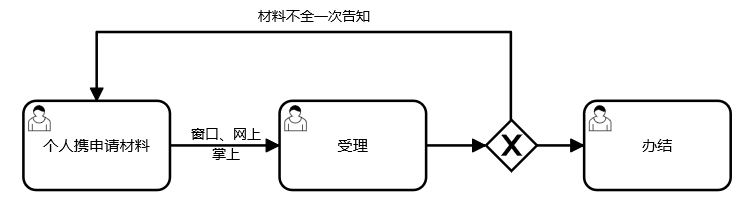 材料不全一次告知
个人携申请材料
窗口、网上
掌上
受理
X
办结